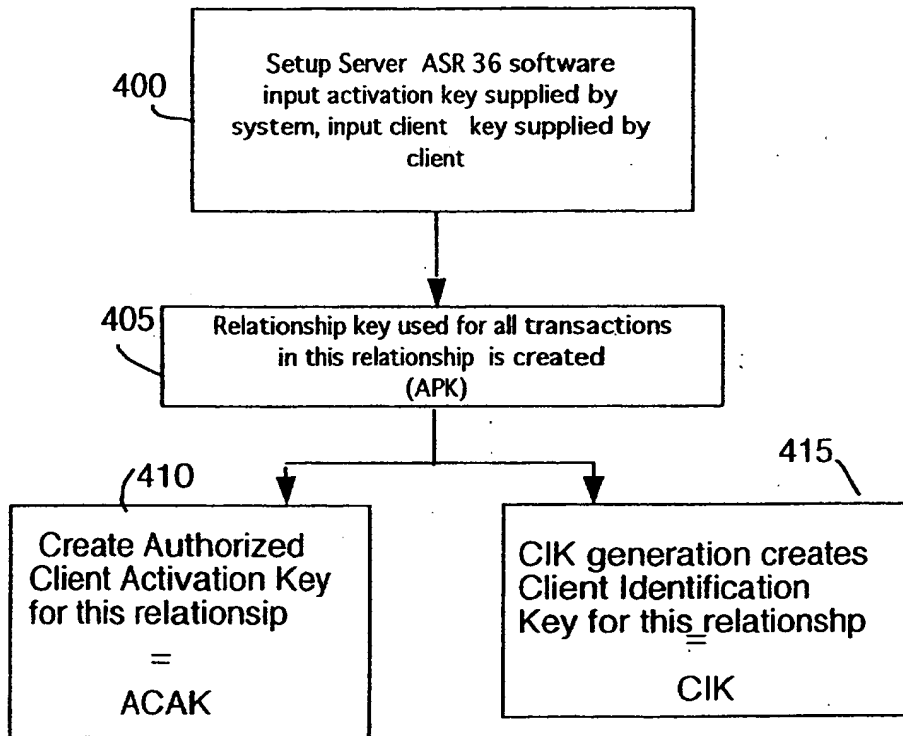 400
Setup Server ASR 36 software
input activation key supplied by
system, input client key supplied by
client
405
Relationship key used for all transactions
in this relationship is created
(APK)
410
Create Authorized
Client Activation Key
for this relationsip
=
ACAK
415
CIK generation creates
Client Identification
Key for this relationshp
=
CIK